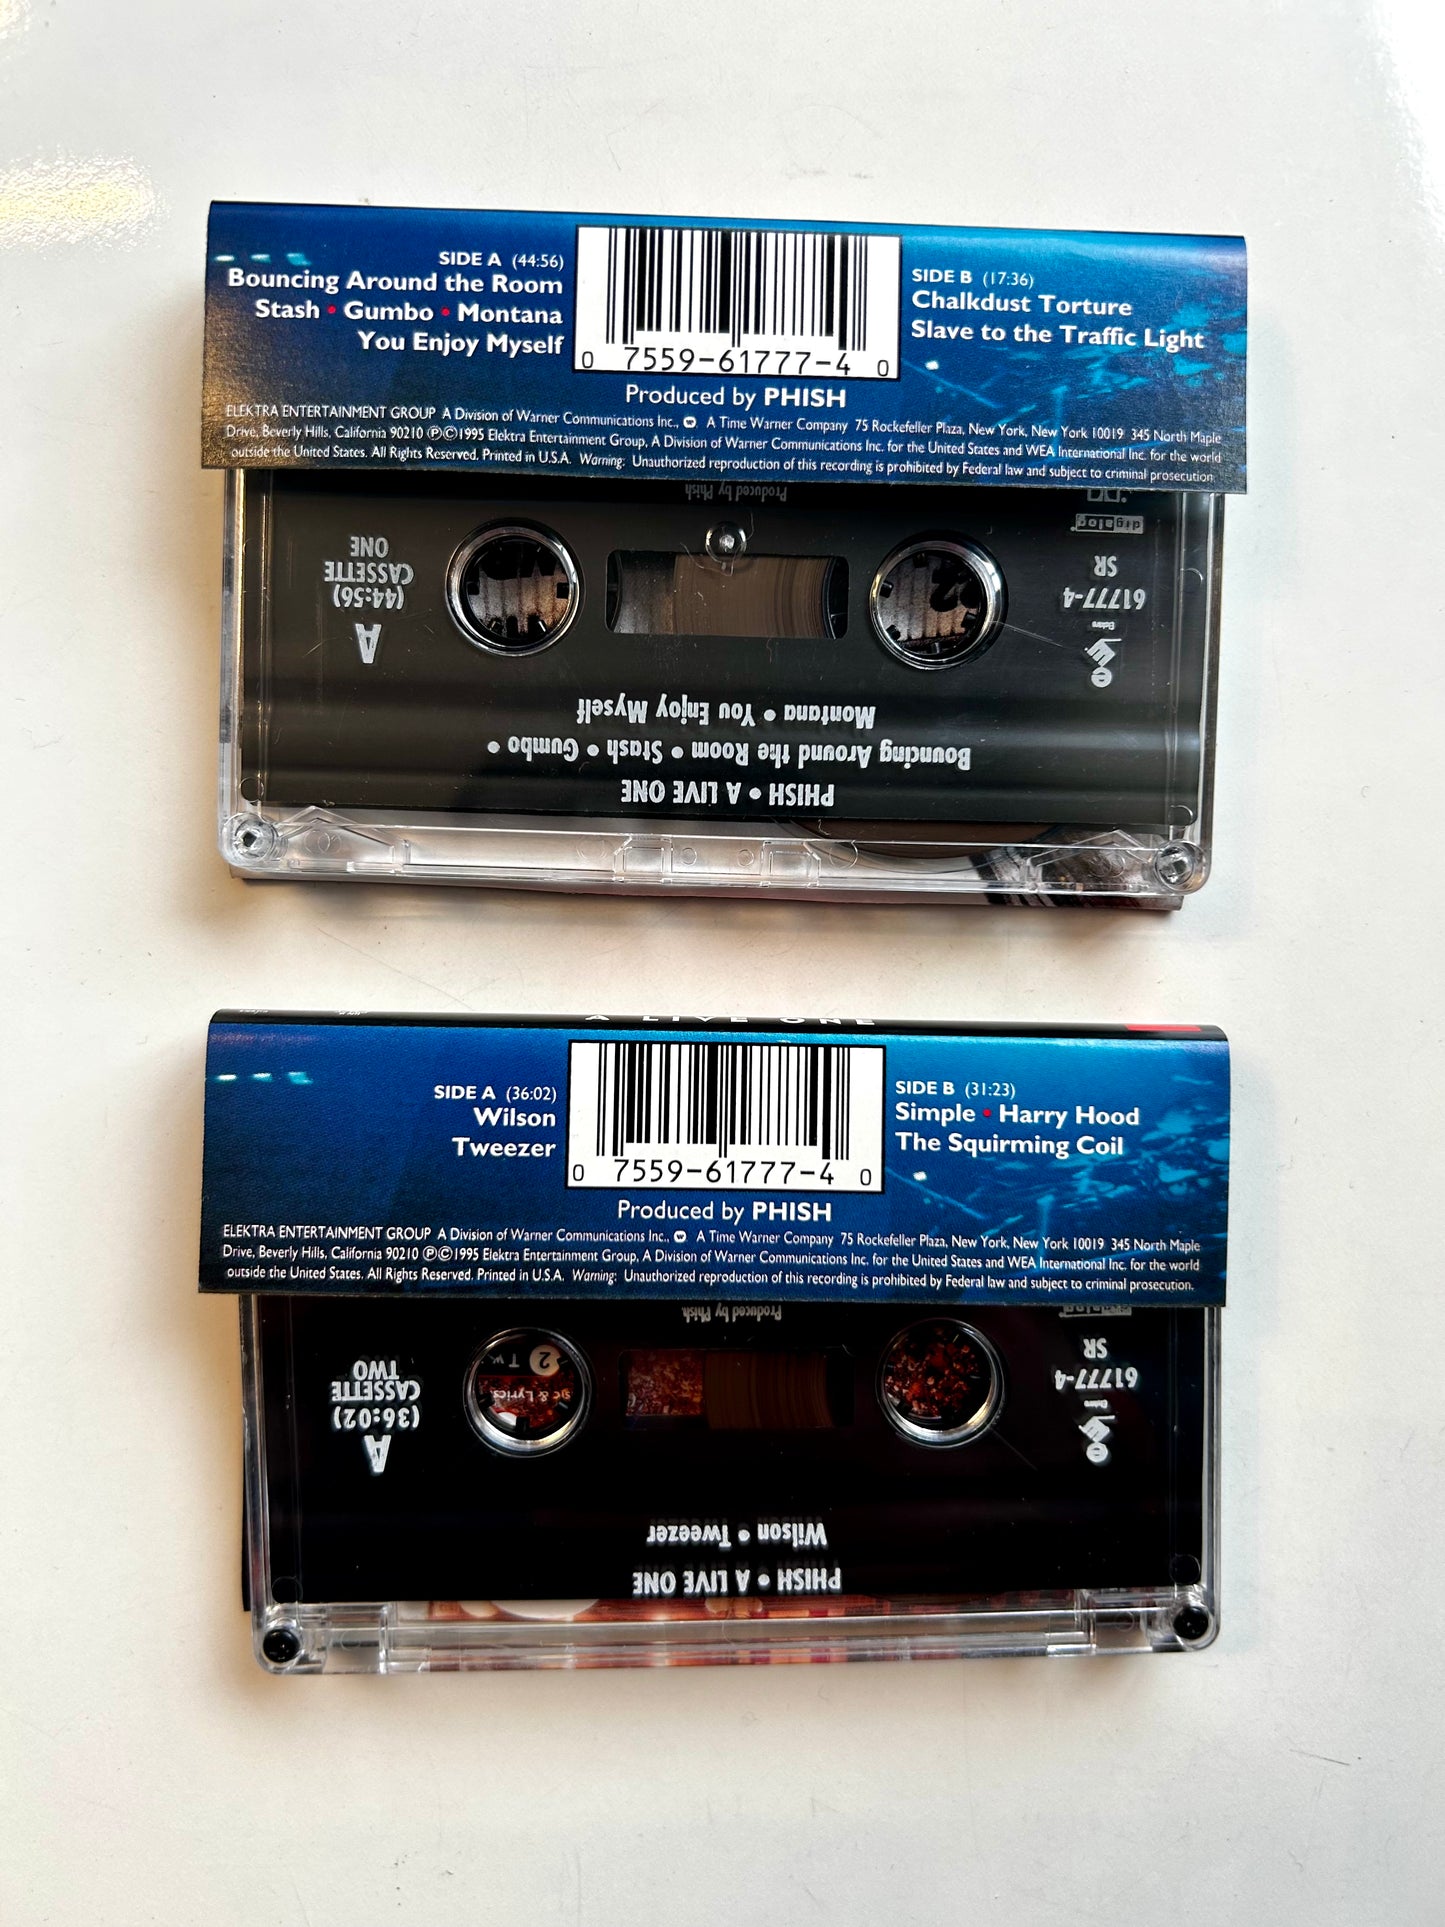 SIDE A (44:56)
Bouncing Around the Room
Stash • Gumbo • Montana
You Enjoy Myself
0 7559-61777-4 0
SIDE B (17:36)
Chalkdust Torture
Slave to the Traffic Light
Produced by PHISH
ELEKTRA ENTERTAINMENT GROUP A Division of Warner Communications Inc., A Time Warner Company 75 Rockefeller Plaza, New York, New York 10019 345 North Maple
Drive, Beverly Hills, California 90210 ℗©1995 Elektra Entertainment Group, A Division of Warner Communications Inc. for the United States and WEA International Inc. for the world
outside the United States. All Rights Reserved. Printed in U.S.A. Warning: Unauthorized reproduction of this recording is prohibited by Federal law and subject to criminal prosecution.
PHISH • A LIVE ONE
Bouncing Around the Room • Stash • Gumbo •
Montana • You Enjoy Myself
A
(44:56)
CASSETTE
ONE
Elektra
61777-4
SR
digalog
Produced by Phish
A LIVE ONE
SIDE A (36:02)
Wilson
Tweezer
0 7559-61777-4 0
SIDE B (31:23)
Simple • Harry Hood
The Squirming Coil
Produced by PHISH
ELEKTRA ENTERTAINMENT GROUP A Division of Warner Communications Inc., A Time Warner Company 75 Rockefeller Plaza, New York, New York 10019 345 North Maple
Drive, Beverly Hills, California 90210 ℗©1995 Elektra Entertainment Group, A Division of Warner Communications Inc. for the United States and WEA International Inc. for the world
outside the United States. All Rights Reserved. Printed in U.S.A. Warning: Unauthorized reproduction of this recording is prohibited by Federal law and subject to criminal prosecution.
PHISH • A LIVE ONE
Wilson • Tweezer
A
(36:02)
CASSETTE
TWO
Elektra
61777-4
SR
digalog
Produced by Phish
2 Tw
& Lyrics